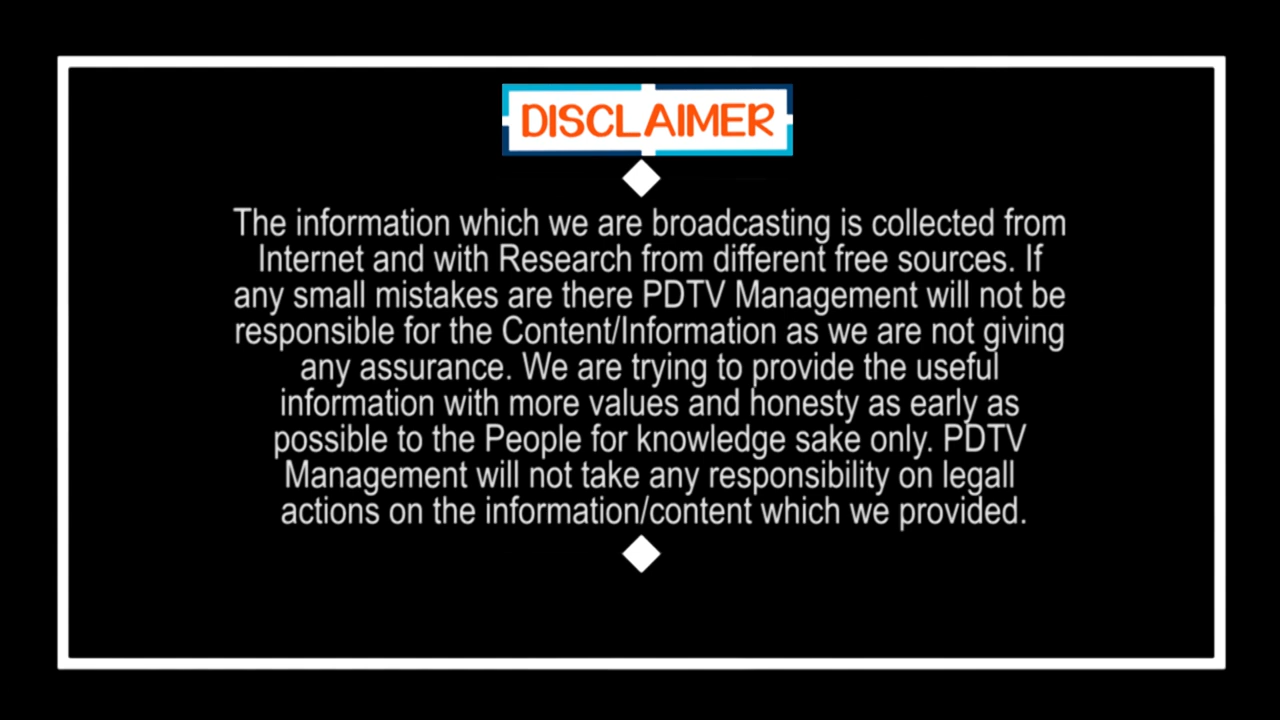 DISCLAIMER
The information which we are broadcasting is collected from
Internet and with Research from different free sources. If
any small mistakes are there PDTV Management will not be
responsible for the Content/Information as we are not giving
any assurance. We are trying to provide the useful
information with more values and honesty as early as
possible to the People for knowledge sake only. PDTV
Management will not take any responsibility on legall
actions on the information/content which we provided.